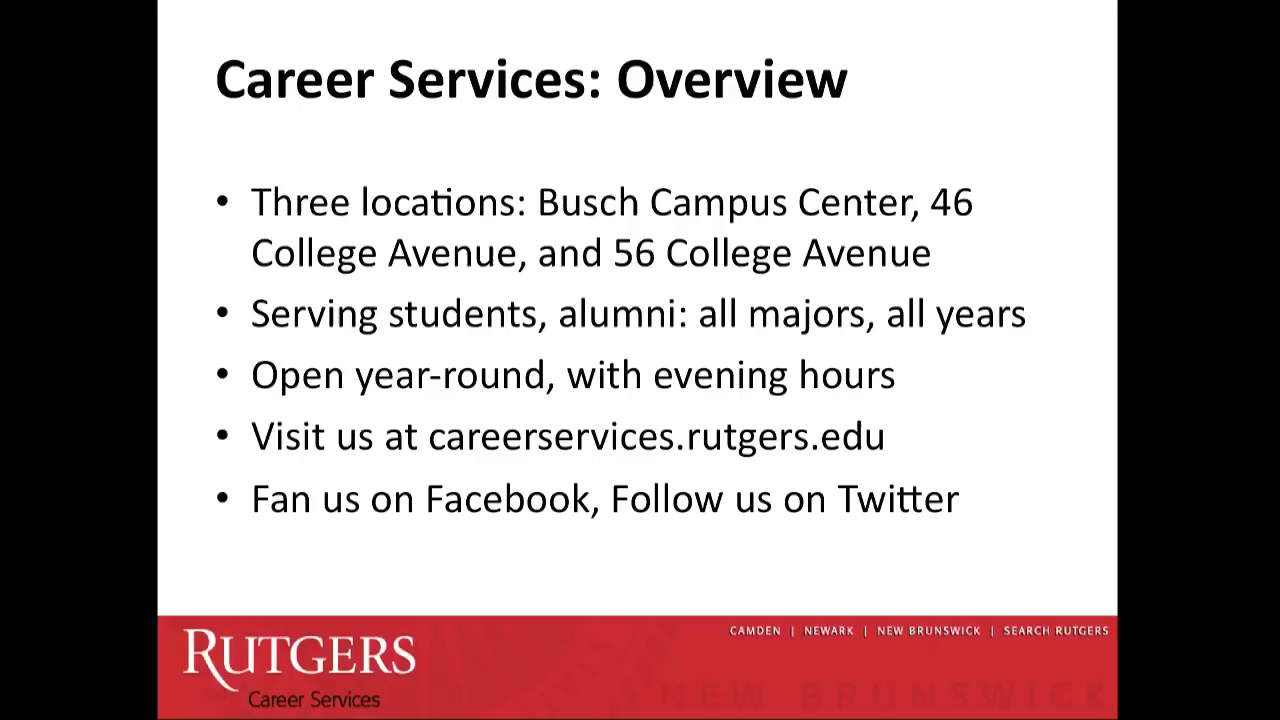 Career Services: Overview
• Three locations: Busch Campus Center, 46
College Avenue, and 56 College Avenue
• Serving students, alumni: all majors, all years
• Open year-round, with evening hours
• Visit us at careerservices.rutgers.edu
• Fan us on Facebook, Follow us on Twitter
CAMDEN | NEWARK | NEW BRUNSWICK | SEARCH RUTGERS
RUTGERS
Career Services
NEW BRUNSWICK